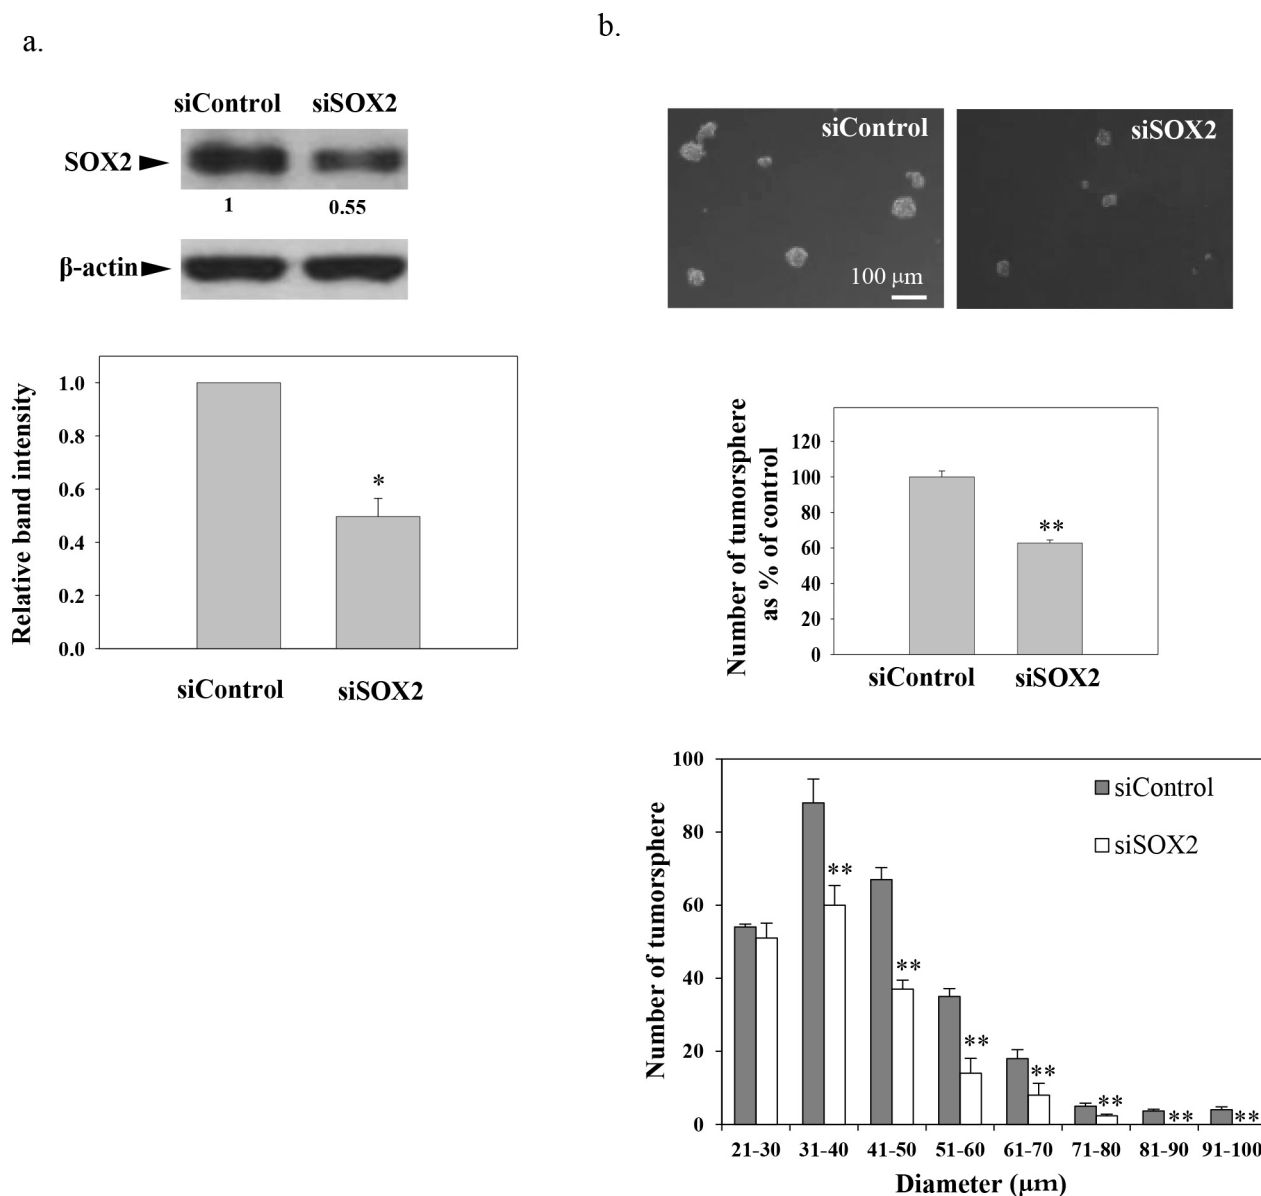 a.
siControl siSOX2
SOX2
1 0.55
β-actin
Relative band intensity
1.0
0.8
0.6
0.4
0.2
0.0
*
siControl siSOX2
b.
siControl
100 μm
siSOX2
Number of tumorsphere
as % of control
120
100
80
60
40
20
0
**
siControl siSOX2
Number of tumorsphere
100
80
60
40
20
0
siControl
siSOX2
**
**
**
**
**
**
**
21-30 31-40 41-50 51-60 61-70 71-80 81-90 91-100
Diameter (μm)